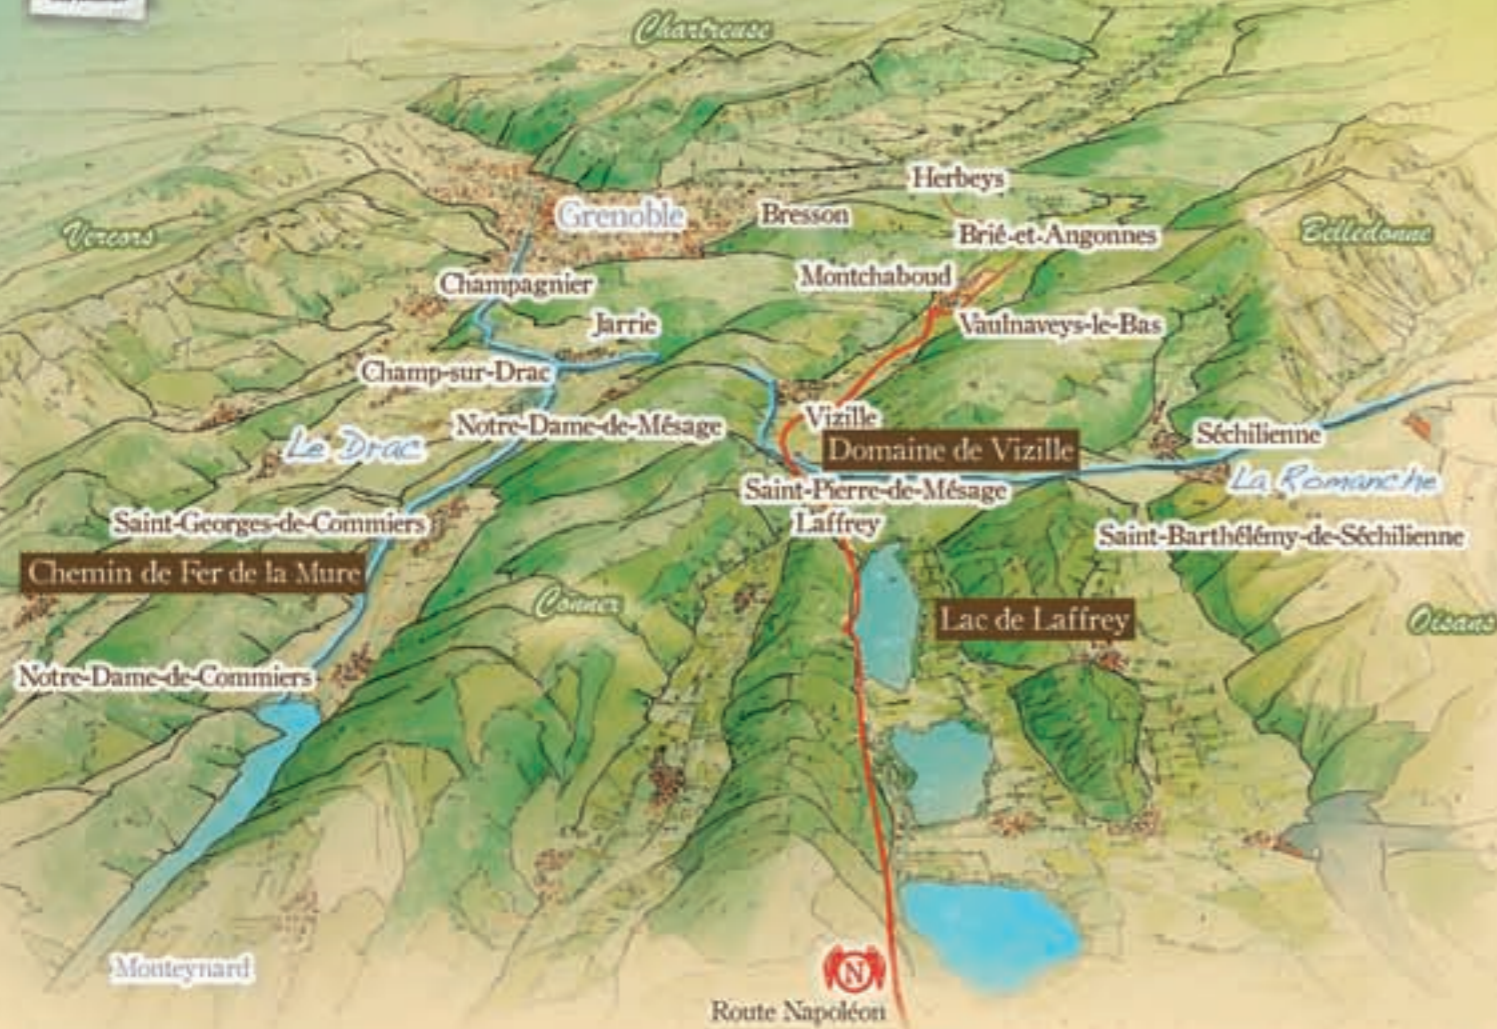 Chartreuse
Herbeys
Grenoble
Bresson
Vercors
Brié-et-Angonnes
Belledonne
Champagnier
Montchaboud
Jarrie
Vaulnaveys-le-Bas
Champ-sur-Drac
Vizille
Notre-Dame-de-Mésage
Séchilienne
Le Drac
Domaine de Vizille
La Romanche
Saint-Pierre-de-Mésage
Saint-Georges-de-Commiers
Laffrey
Saint-Barthélémy-de-Séchilienne
Chemin de Fer de la Mure
Conner
Lac de Laffrey
Oisans
Notre-Dame-de-Commiers
Monteynard
N
Route Napoléon